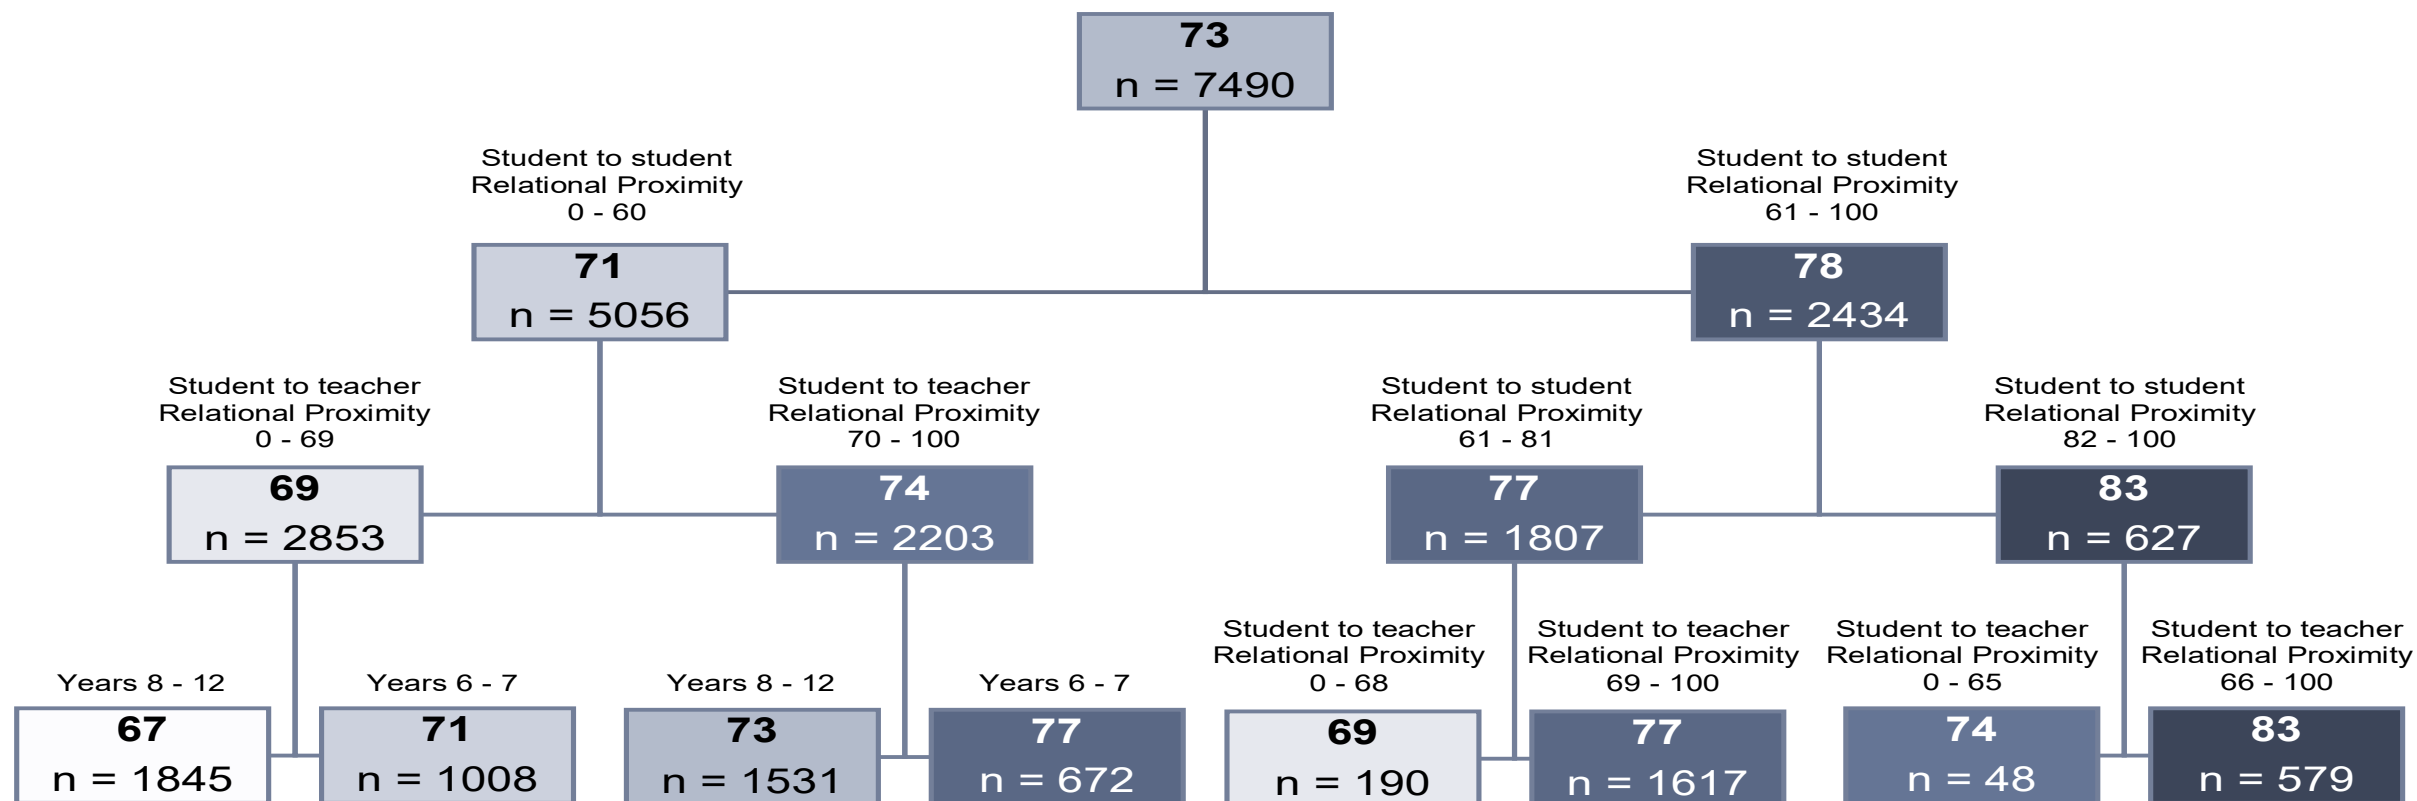 73
n = 7490
Student to student
Relational Proximity
0 - 60
71
n = 5056
Student to student
Relational Proximity
61 - 100
78
n = 2434
Student to teacher
Relational Proximity
0 - 69
69
n = 2853
Student to teacher
Relational Proximity
70 - 100
74
n = 2203
Student to student
Relational Proximity
61 - 81
77
n = 1807
Student to student
Relational Proximity
82 - 100
83
n = 627
Years 8 - 12
67
n = 1845
Years 6 - 7
71
n = 1008
Years 8 - 12
73
n = 1531
Years 6 - 7
77
n = 672
Student to teacher
Relational Proximity
0 - 68
69
n = 190
Student to teacher
Relational Proximity
69 - 100
77
n = 1617
Student to teacher
Relational Proximity
0 - 65
74
n = 48
Student to teacher
Relational Proximity
66 - 100
83
n = 579